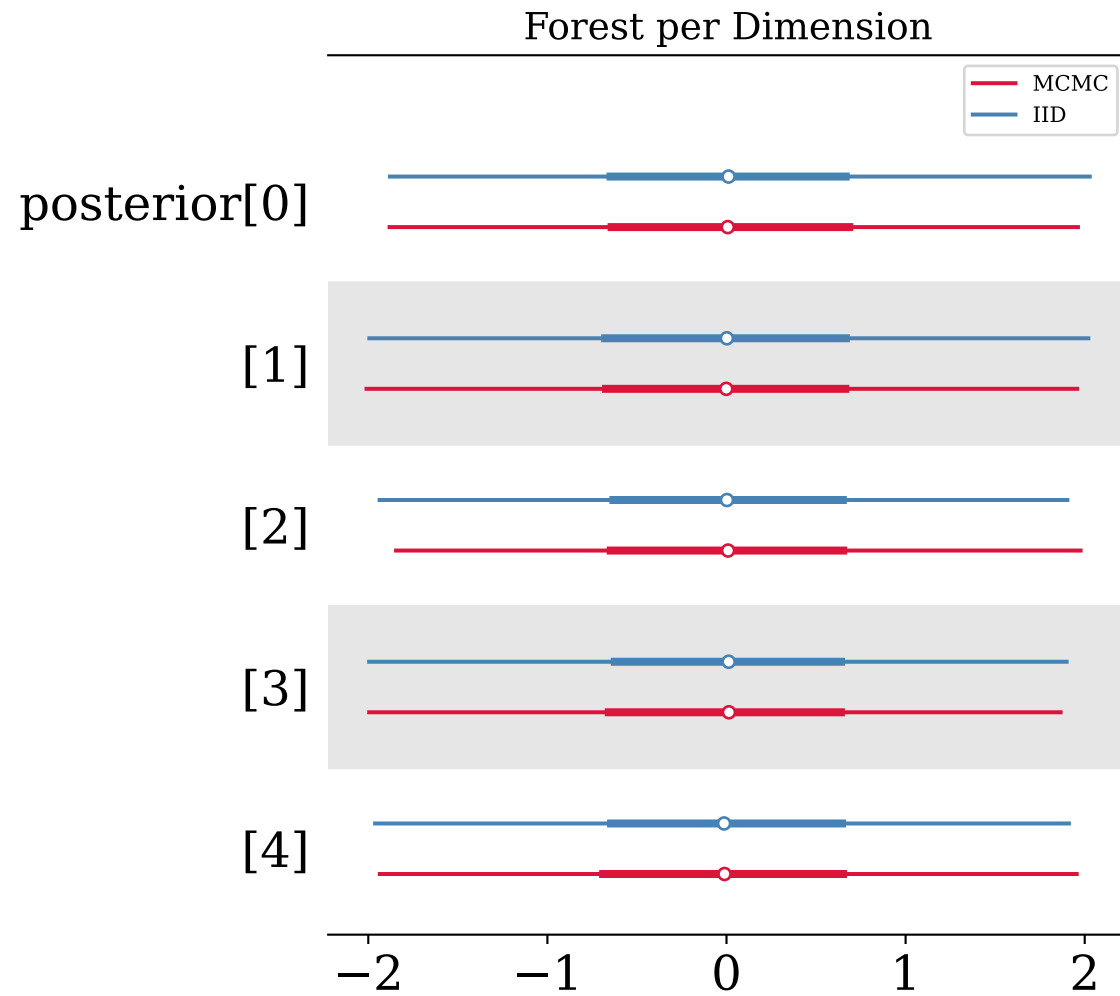 Forest per Dimension
MCMC
IID
posterior[0]
[1]
[2]
[3]
[4]
−2 −1 0 1 2